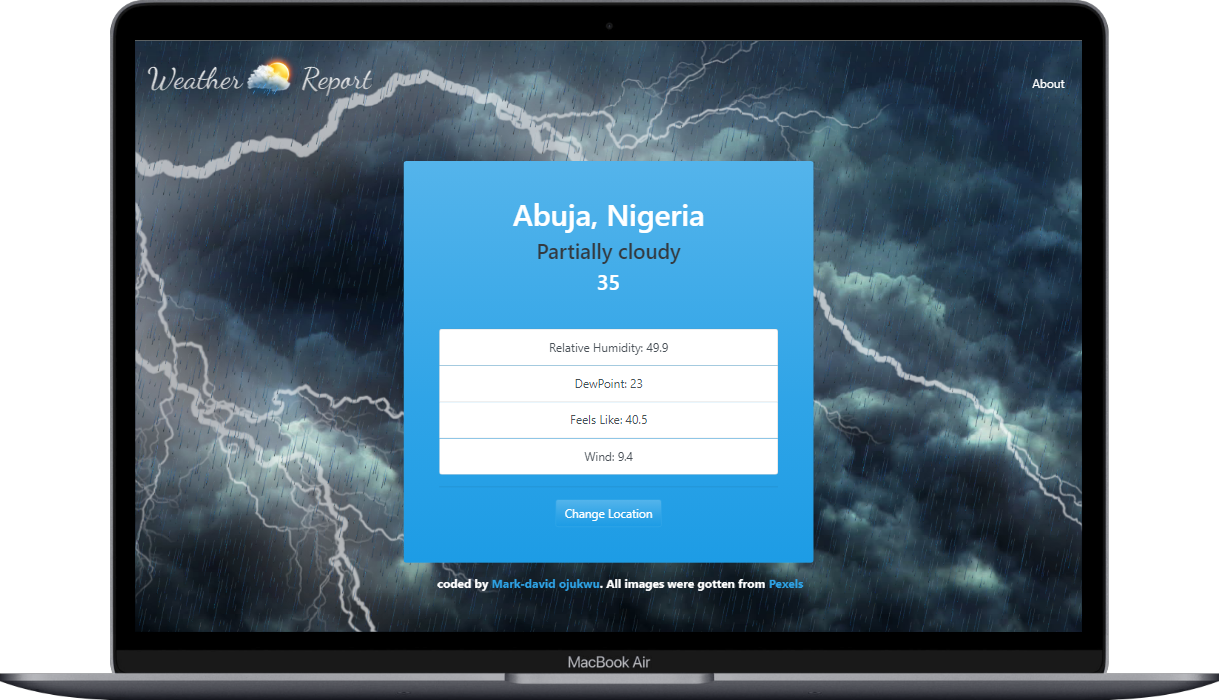 Weather Report
About
Abuja, Nigeria
Partially cloudy
35
Relative Humidity: 49.9
DewPoint: 23
Feels Like: 40.5
Wind: 9.4
Change Location
coded by Mark-david ojukwu. All images were gotten from Pexels
MacBook Air